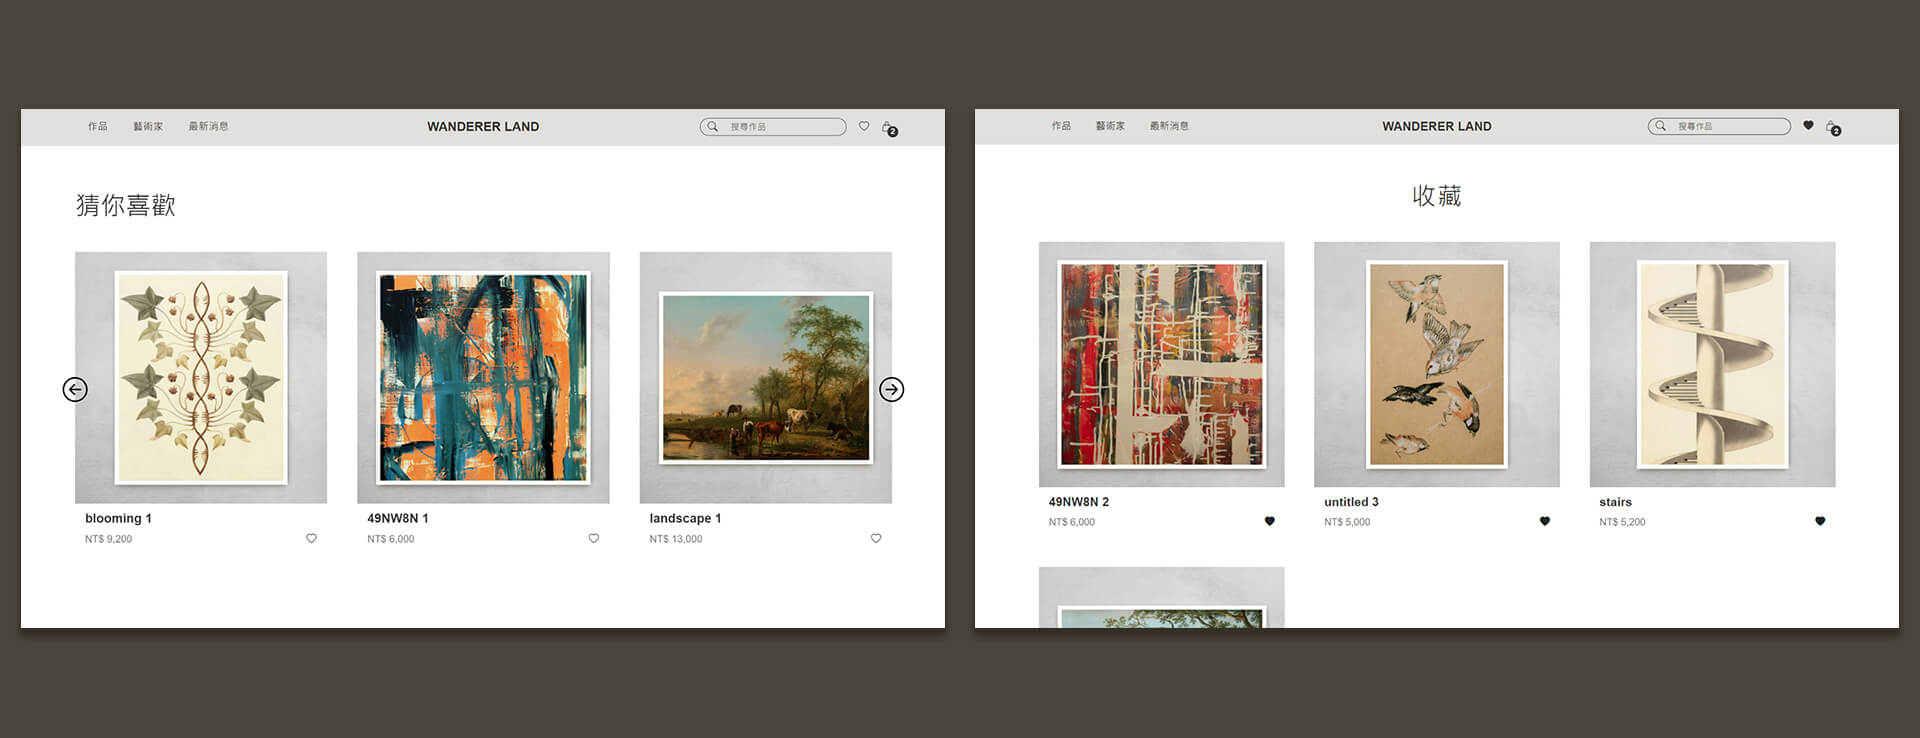 作品 藝術家 最新消息 WANDERER LAND 搜尋作品 2
猜你喜歡
blooming 1 49NW8N 1 landscape 1
NT$ 9,200 NT$ 6,000 NT$ 13,000
作品 藝術家 最新消息 WANDERER LAND 搜尋作品 2
收藏
49NW8N 2 untitled 3 stairs
NT$ 6,000 NT$ 5,000 NT$ 5,200